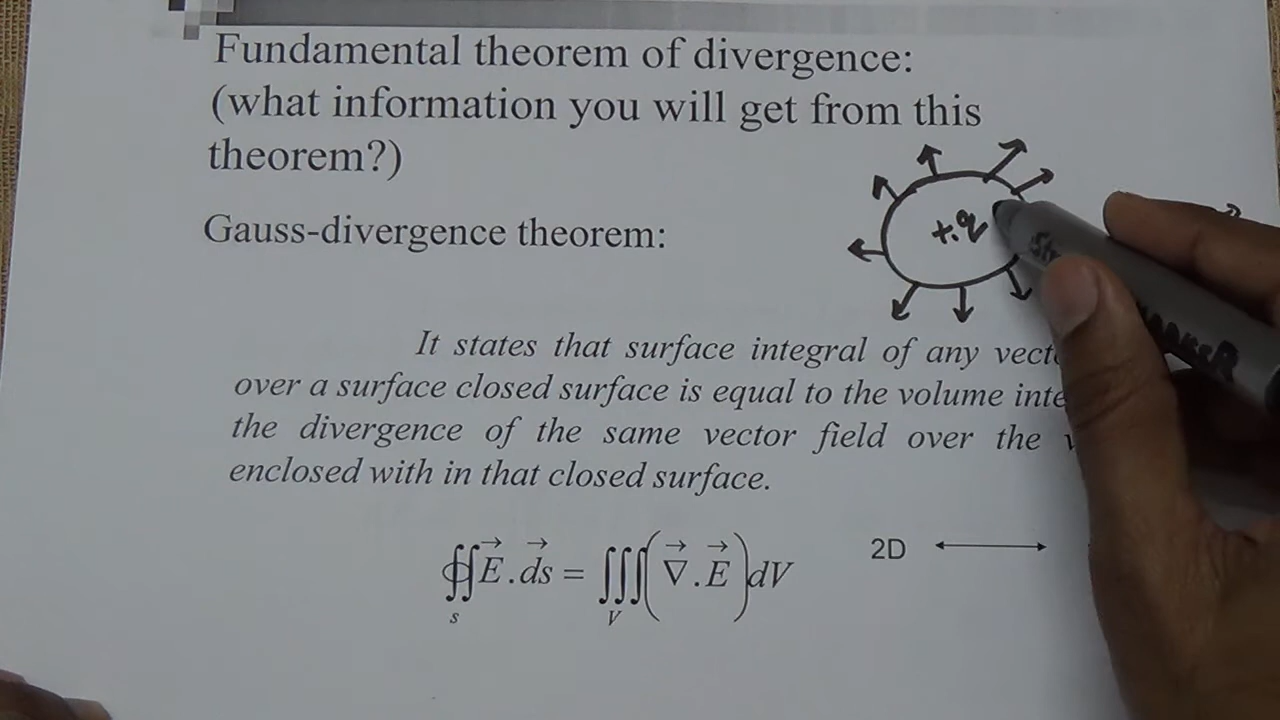 Fundamental theorem of divergence:
(what information you will get from this
theorem?)
+q
Gauss-divergence theorem:
It states that surface integral of any
over a surface closed surface is equal to the volume
the divergence of the same vector field over the
enclosed with in that closed surface.
∯ₛ E⃗ . ds⃗ = ∭ᵥ (∇⃗ . E⃗) dV
2D